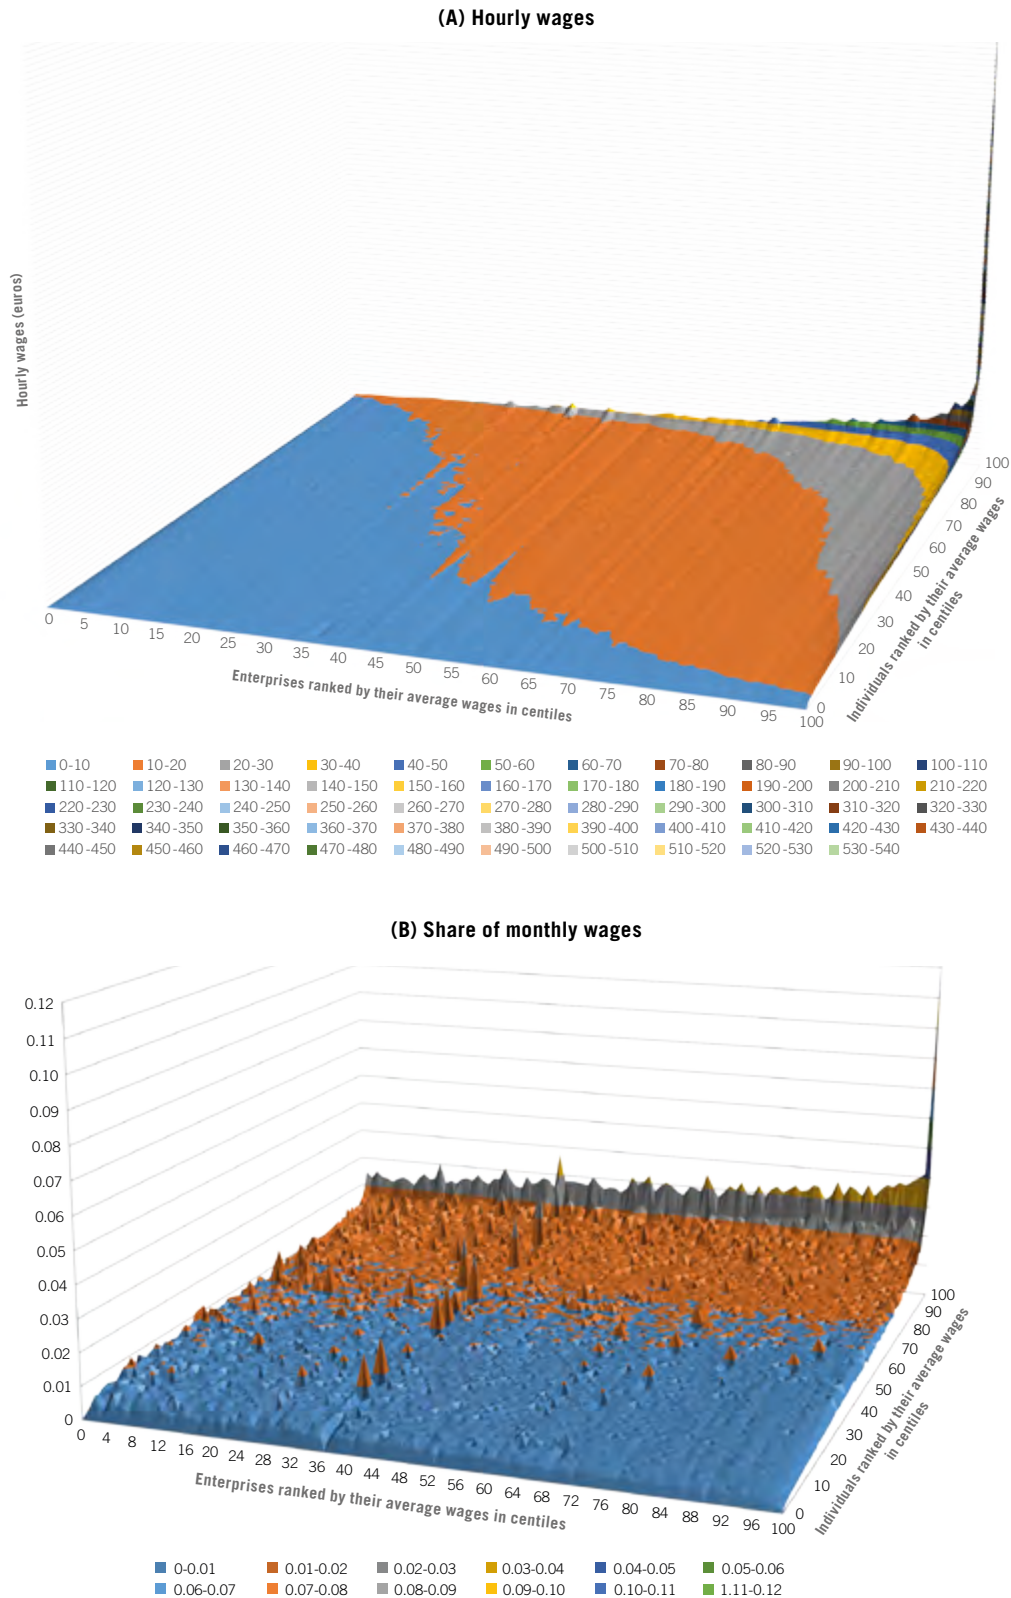 (A) Hourly wages
Hourly wages (euros)
0 5 10 15 20 25 30 35 40 45 50 55 60 65 70 75 80 85 90 95 100
Enterprises ranked by their average wages in centiles
0 10 20 30 40 50 60 70 80 90 100
Individuals ranked by their average wages
in centiles
0-10 10-20 20-30 30-40 40-50 50-60 60-70 70-80 80-90 90-100 100-110
110-120 120-130 130-140 140-150 150-160 160-170 170-180 180-190 190-200 200-210 210-220
220-230 230-240 240-250 250-260 260-270 270-280 280-290 290-300 300-310 310-320 320-330
330-340 340-350 350-360 360-370 370-380 380-390 390-400 400-410 410-420 420-430 430-440
440-450 450-460 460-470 470-480 480-490 490-500 500-510 510-520 520-530 530-540
(B) Share of monthly wages
0.12
0.11
0.10
0.09
0.08
0.07
0.06
0.05
0.04
0.03
0.02
0.01
0
0 4 8 12 16 20 24 28 32 36 40 44 48 52 56 60 64 68 72 76 80 84 88 92 96 100
Enterprises ranked by their average wages in centiles
0 10 20 30 40 50 60 70 80 90 100
Individuals ranked by their average wages
in centiles
0-0.01 0.01-0.02 0.02-0.03 0.03-0.04 0.04-0.05 0.05-0.06
0.06-0.07 0.07-0.08 0.08-0.09 0.09-0.10 0.10-0.11 1.11-0.12